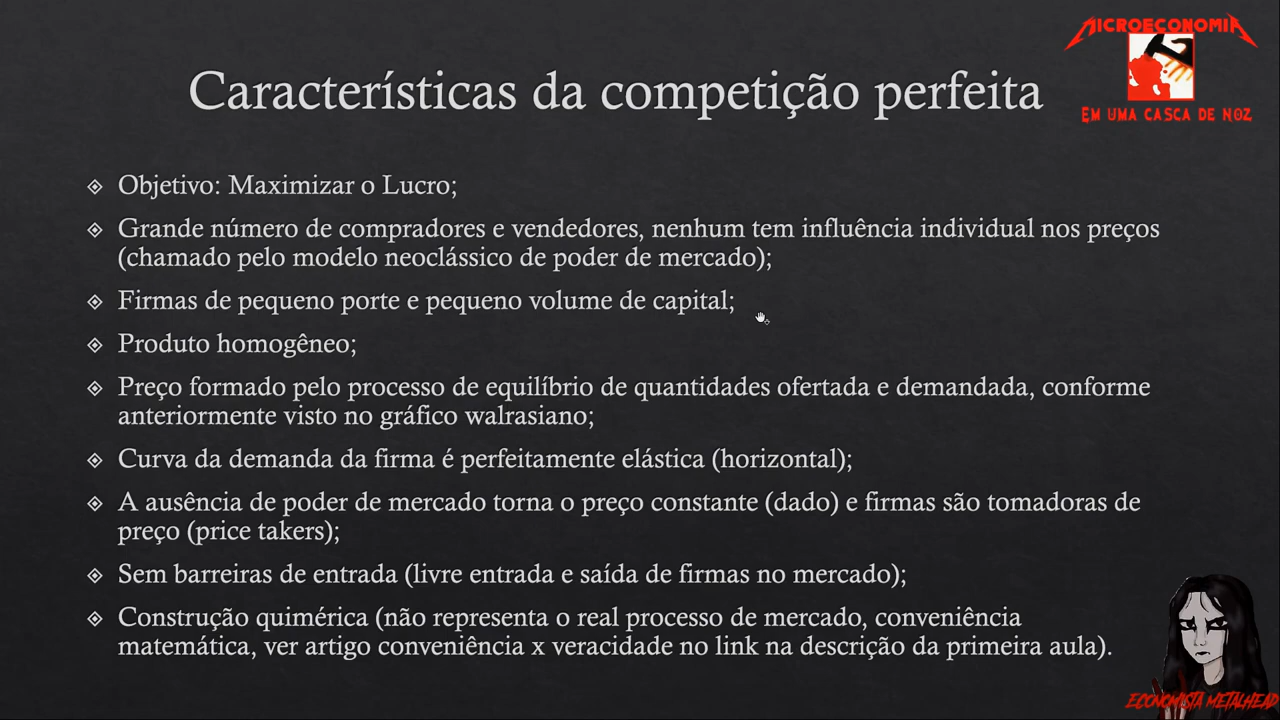 MICROECONOMIA
EM UMA CASCA DE NOZ
Características da competição perfeita
Objetivo: Maximizar o Lucro;
Grande número de compradores e vendedores, nenhum tem influência individual nos preços
(chamado pelo modelo neoclássico de poder de mercado);
Firmas de pequeno porte e pequeno volume de capital;
Produto homogêneo;
Preço formado pelo processo de equilíbrio de quantidades ofertada e demandada, conforme
anteriormente visto no gráfico walrasiano;
Curva da demanda da firma é perfeitamente elástica (horizontal);
A ausência de poder de mercado torna o preço constante (dado) e firmas são tomadoras de
preço (price takers);
Sem barreiras de entrada (livre entrada e saída de firmas no mercado);
Construção quimérica (não representa o real processo de mercado, conveniência
matemática, ver artigo conveniência x veracidade no link na descrição da primeira aula).
ECONOMISTA METALHEAD